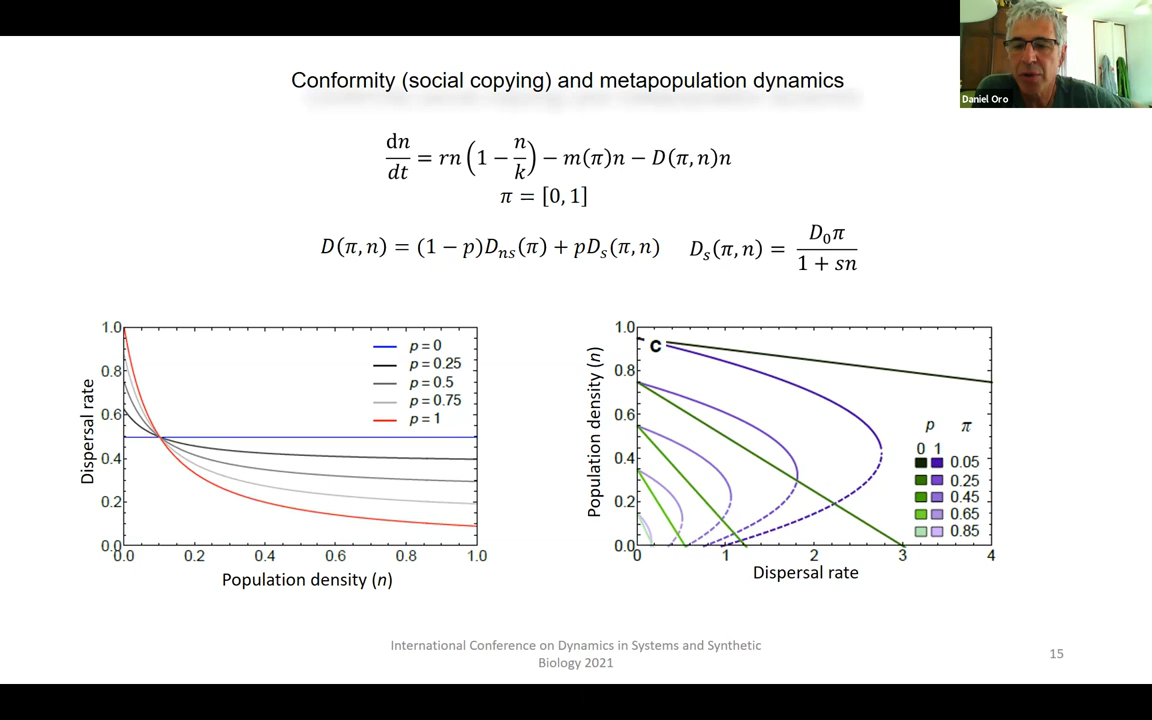 Daniel Oro
Conformity (social copying) and metapopulation dynamics
dn/dt = rn(1 − n/k) − m(π)n − D(π,n)n
π = [0, 1]
D(π,n) = (1 − p)Dns(π) + pDs(π,n) Ds(π,n) = D0π / 1 + sn
1.0
0.8
0.6
0.4
0.2
0.0
Dispersal rate
p = 0
p = 0.25
p = 0.5
p = 0.75
p = 1
0.0 0.2 0.4 0.6 0.8 1.0
Population density (n)
1.0
0.8
0.6
0.4
0.2
0.0
Population density (n)
C
p π
0 1
0.05
0.25
0.45
0.65
0.85
0 1 2 3 4
Dispersal rate
International Conference on Dynamics in Systems and Synthetic
Biology 2021
15